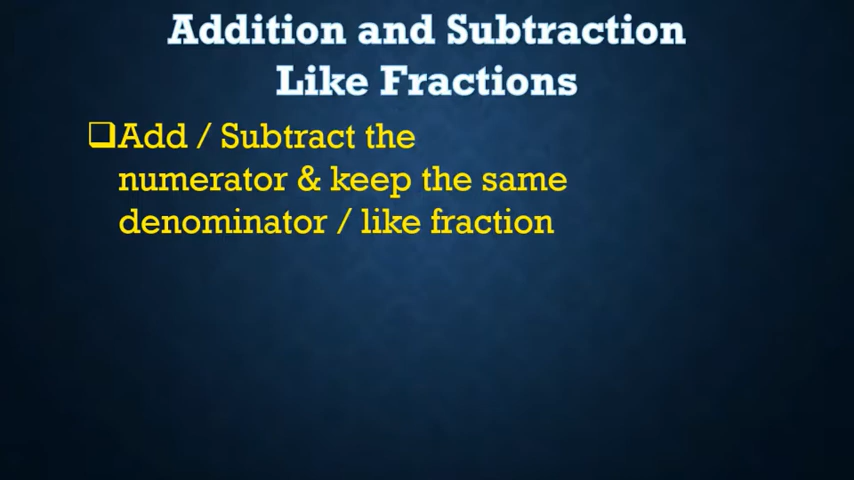 Addition and Subtraction
Like Fractions
❑Add / Subtract the
numerator & keep the same
denominator / like fraction